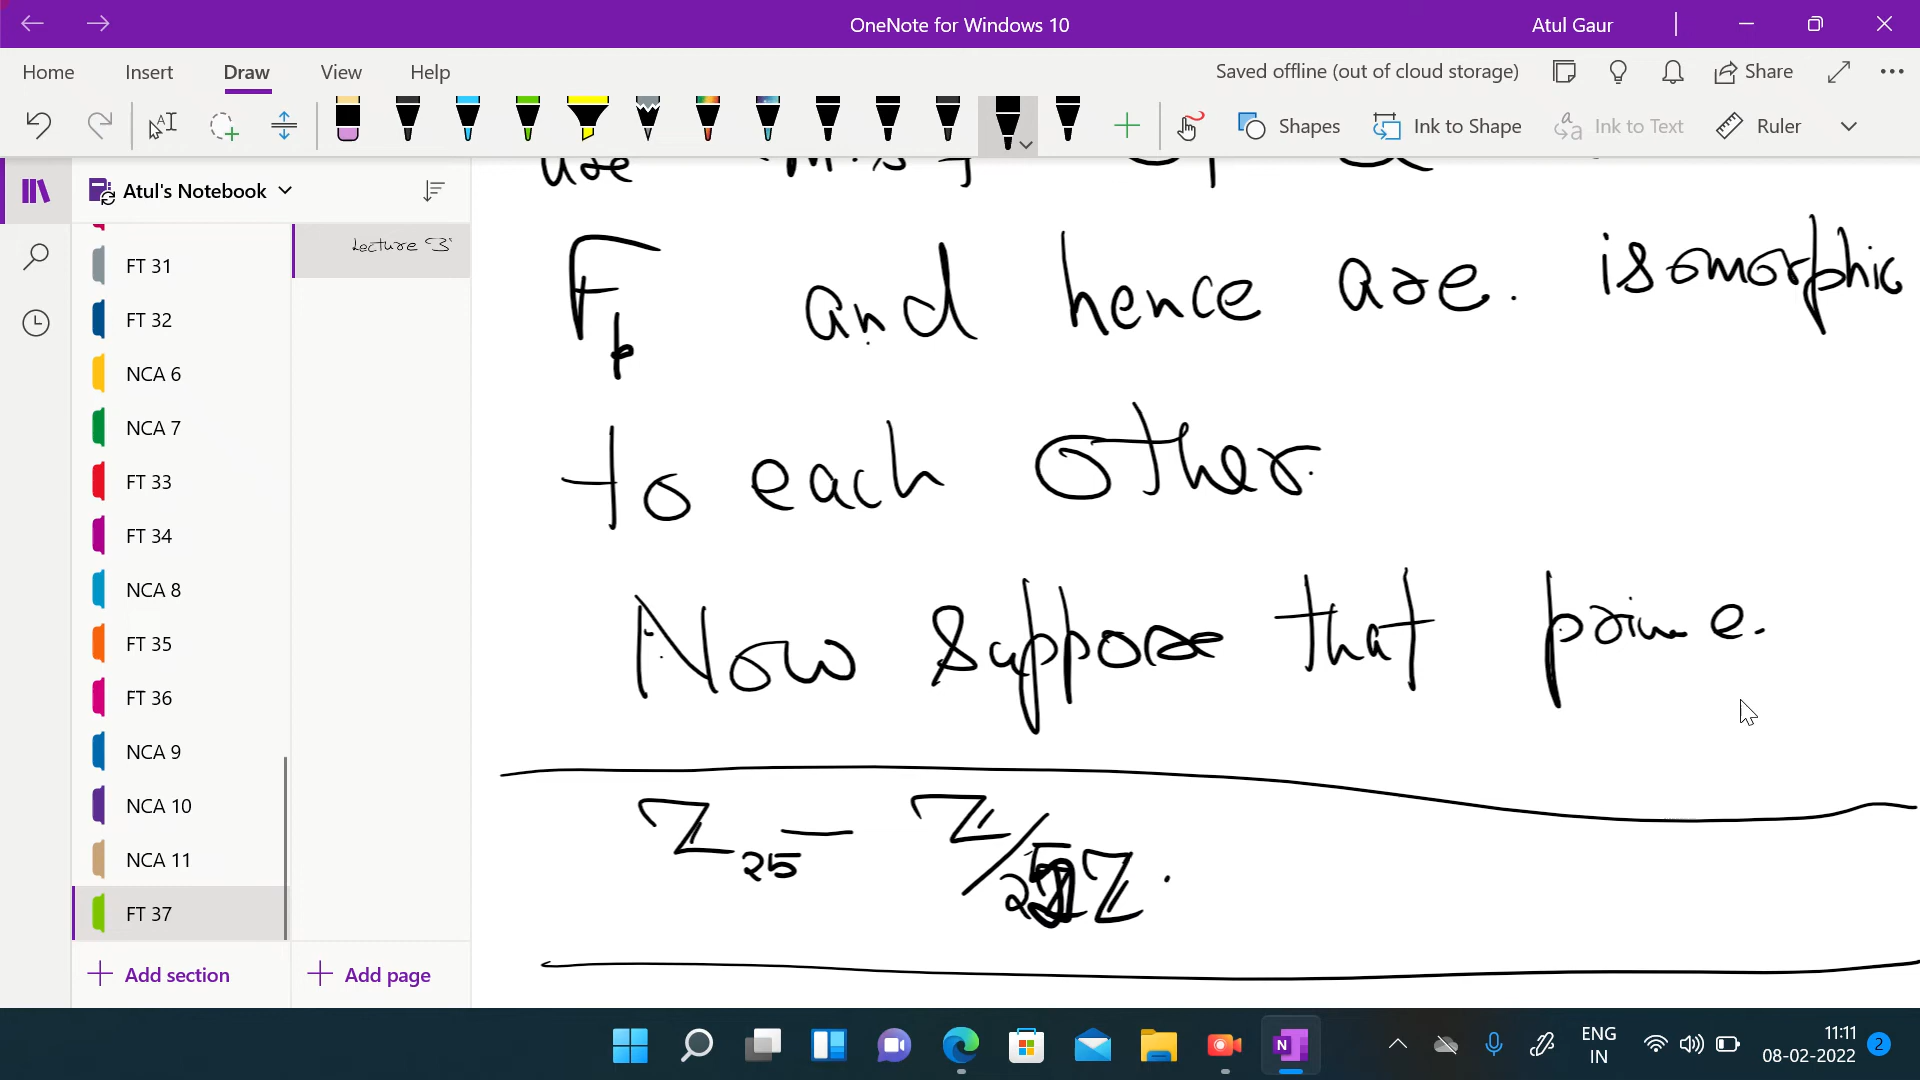 OneNote for Windows 10
Atul Gaur
Home Insert Draw View Help
Saved offline (out of cloud storage)
Share
Shapes
Ink to Shape
Ink to Text
Ruler
Atul's Notebook
Lecture 3
FT 31
FT 32
NCA 6
NCA 7
FT 33
FT 34
NCA 8
FT 35
FT 36
NCA 9
NCA 10
NCA 11
FT 37
Add section
Add page
are
F_p and hence are. isomorphic
to each other.
Now suppose that prime.
Z_25 — Z/25Z.
ENG
IN
11:11
08-02-2022
2